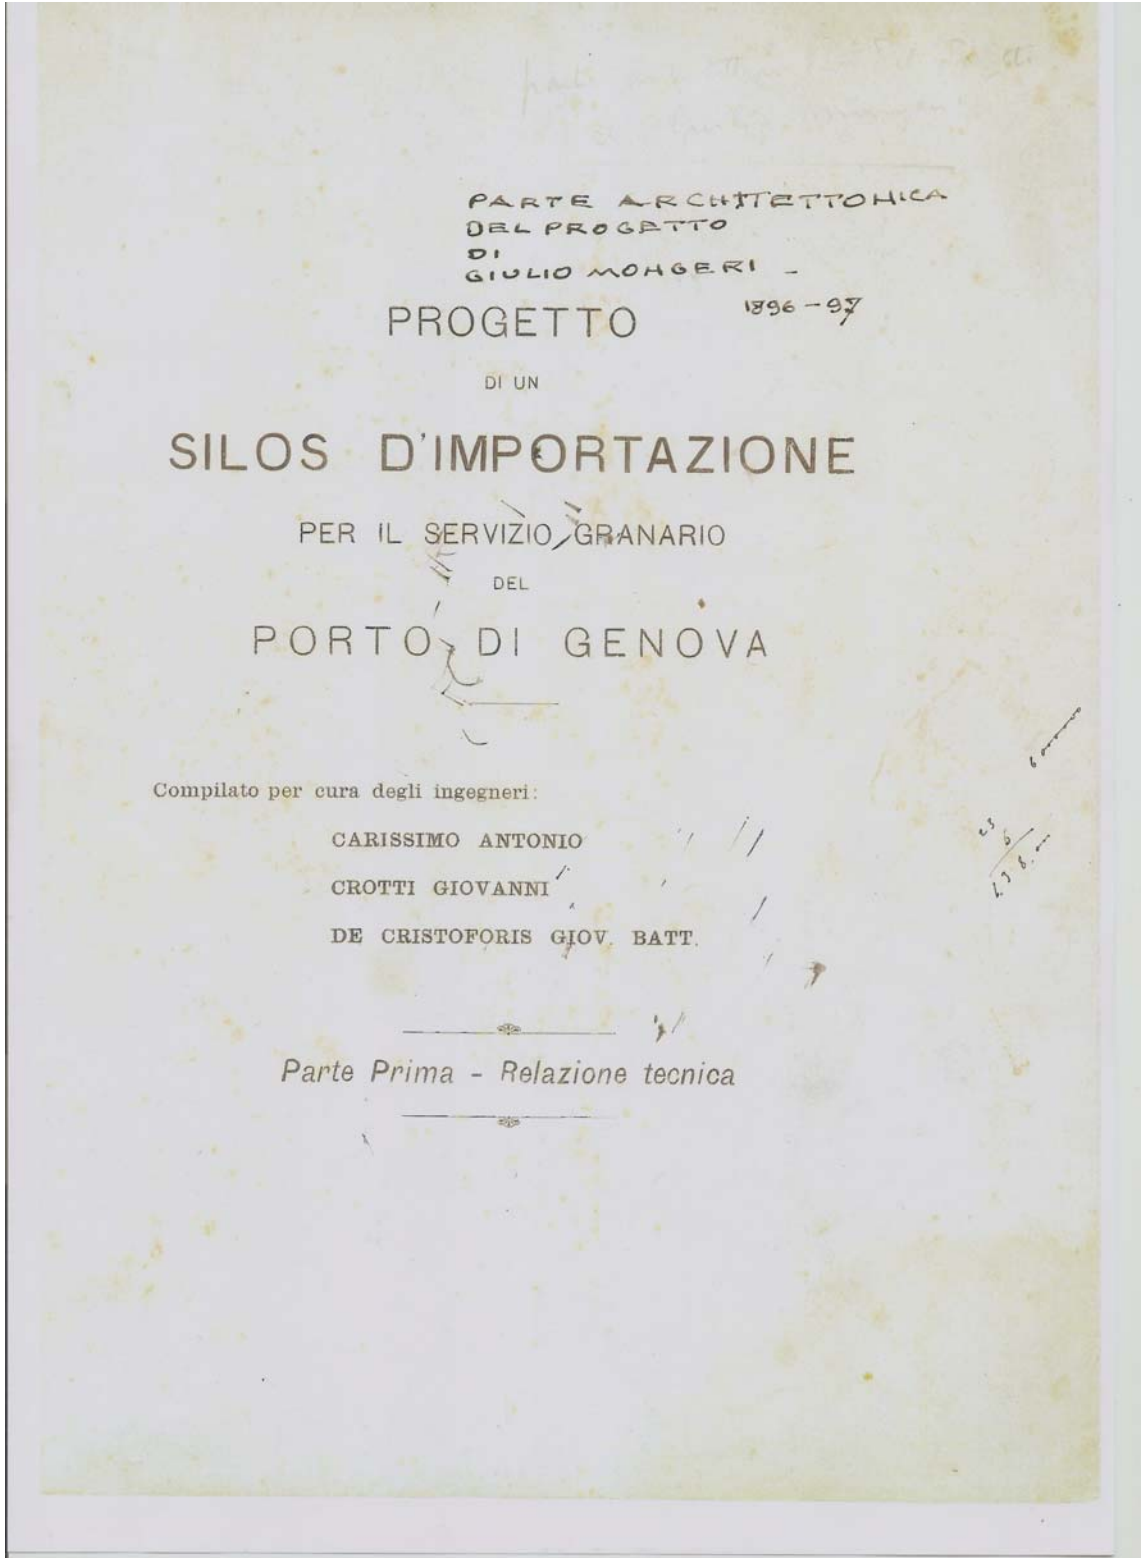 PARTE ARCHITETTONICA
DEL PROGETTO
DI
GIULIO MONGERI -
1896-97
PROGETTO
DI UN
SILOS D'IMPORTAZIONE
PER IL SERVIZIO GRANARIO
DEL
PORTO DI GENOVA
Compilato per cura degli ingegneri:
CARISSIMO ANTONIO
CROTTI GIOVANNI
DE CRISTOFORIS GIOV. BATT.
Parte Prima - Relazione tecnica